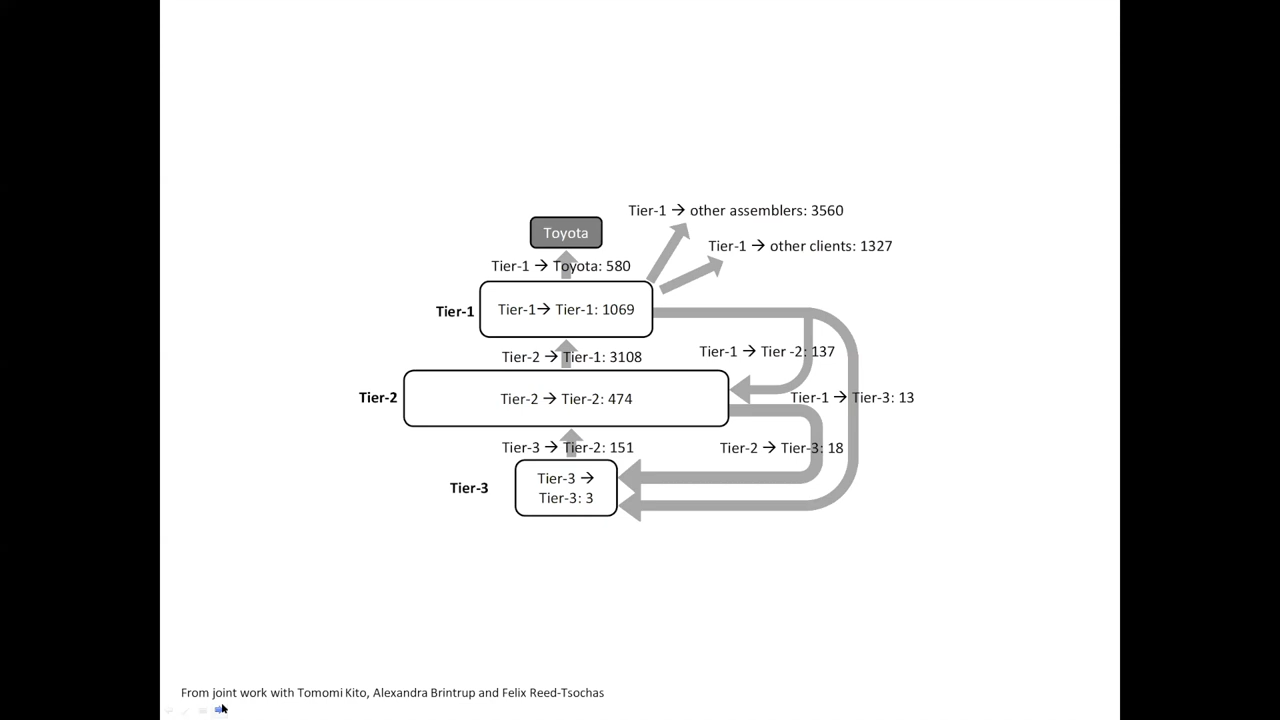 Tier-1 → other assemblers: 3560
Toyota
Tier-1 → other clients: 1327
Tier-1 → Toyota: 580
Tier-1
Tier-1→ Tier-1: 1069
Tier-2 → Tier-1: 3108
Tier-1 → Tier -2: 137
Tier-2
Tier-2 → Tier-2: 474
Tier-1 → Tier-3: 13
Tier-3 → Tier-2: 151
Tier-2 → Tier-3: 18
Tier-3
Tier-3 →
Tier-3: 3
From joint work with Tomomi Kito, Alexandra Brintrup and Felix Reed-Tsochas